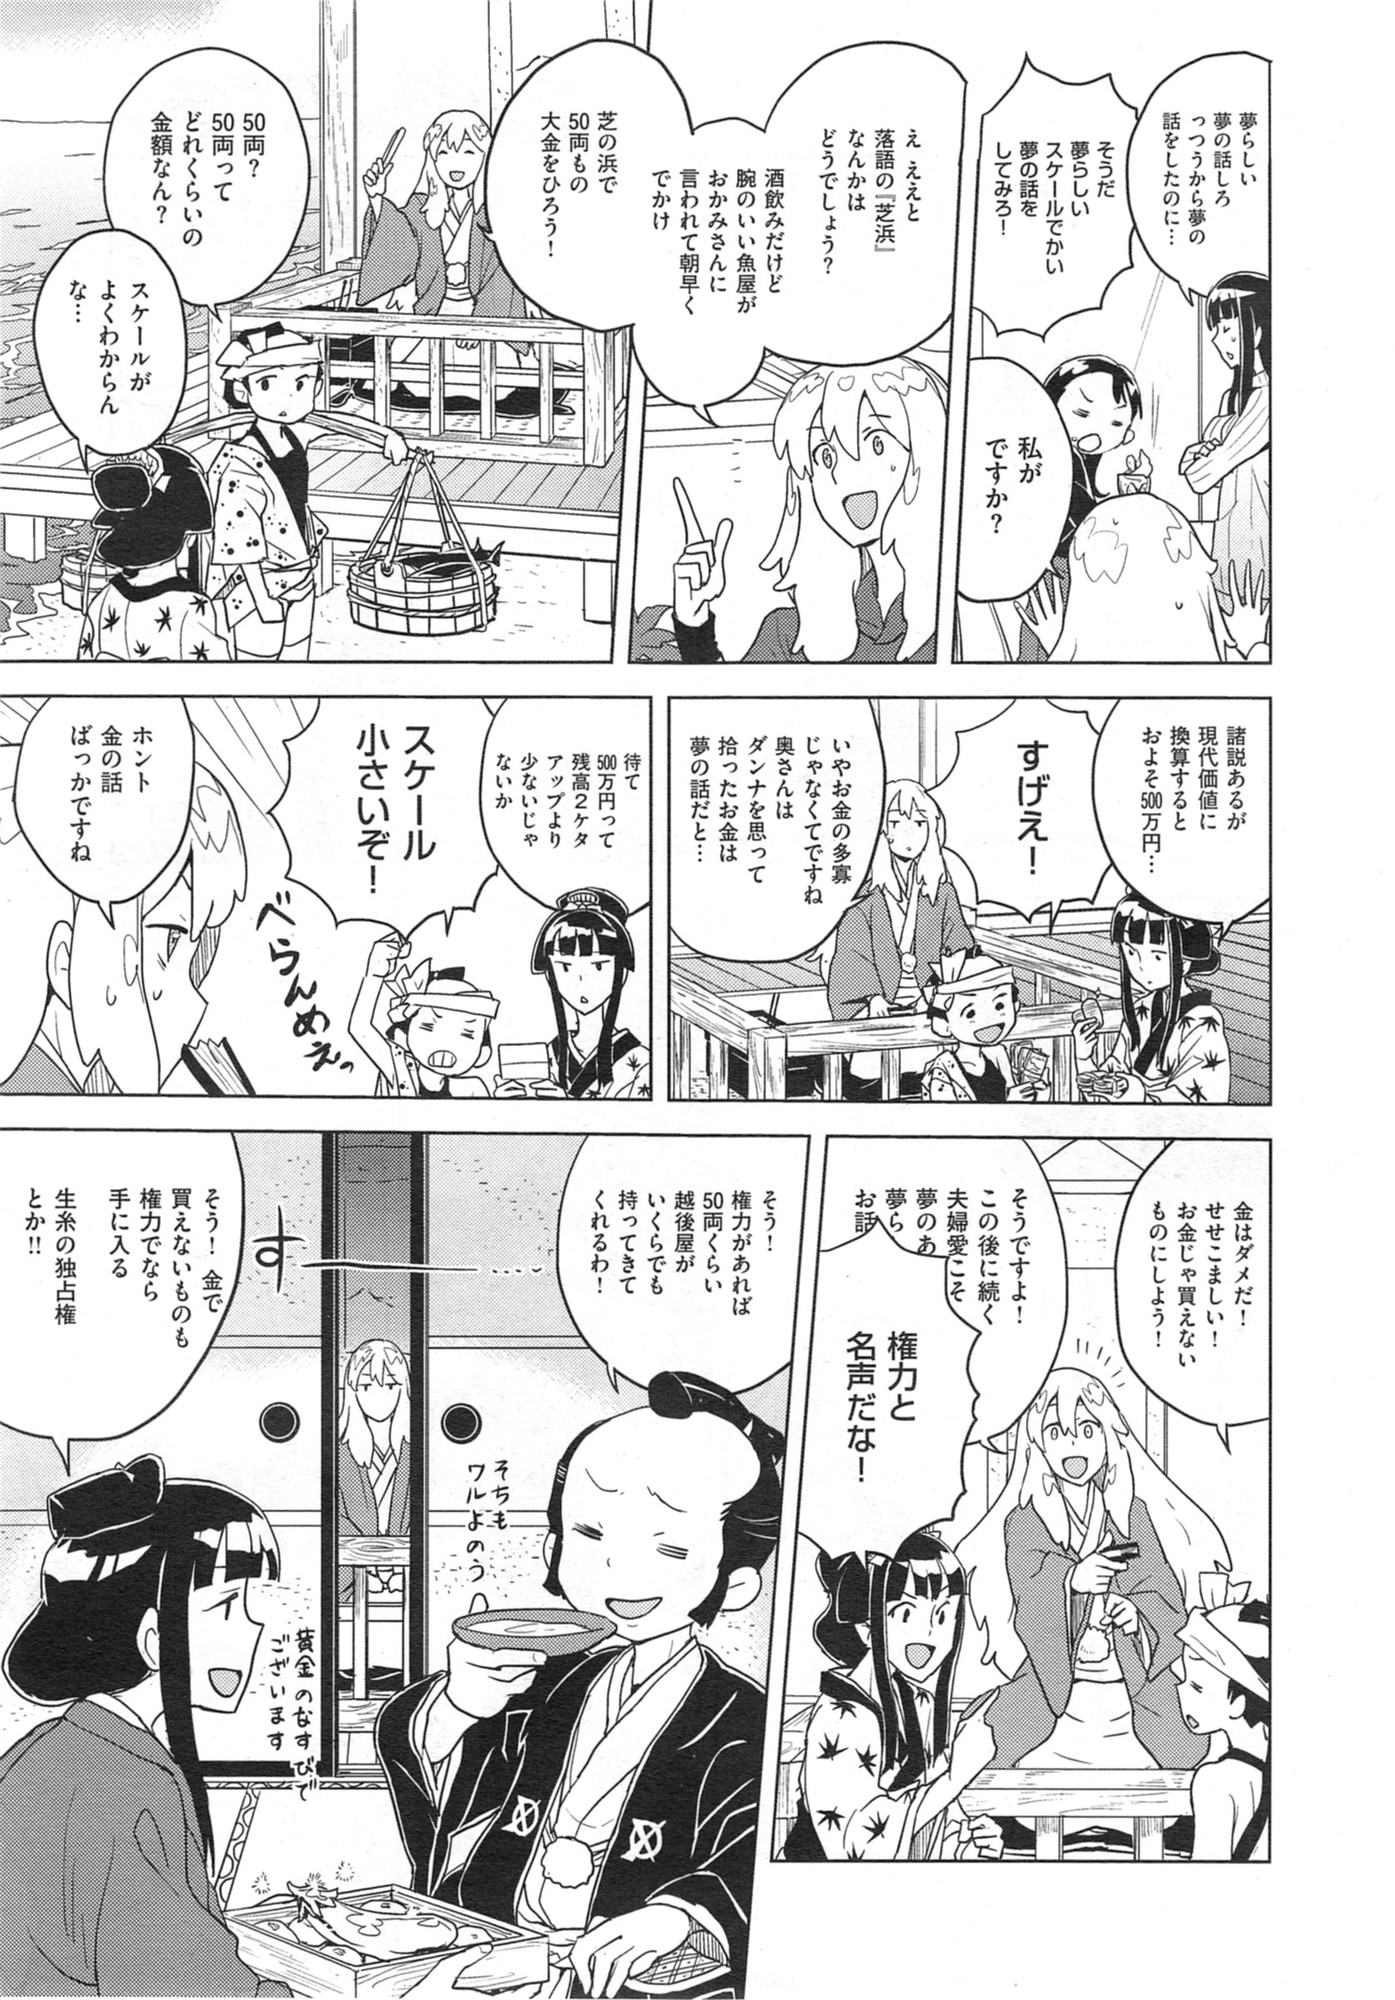 夢らしい
夢の話しろ
っつぅから夢の
話をしたのに…
そうだ
夢らしい
スケールでかい
夢の話を
してみろ！
私が
ですか？
え ええと
落語の『芝浜』
なんかは
どうでしょう？
酒飲みだけど
腕のいい魚屋が
おかみさんに
言われて朝早く
でかけ
芝の浜で
50両もの
大金をひろう！
50両？
50両って
どれくらいの
金額なん？
スケールが
よくわからん
な…
諸説あるが
現代価値に
換算すると
およそ500万円…
すげえ！
いやお金の多寡
じゃなくてですね
奥さんは
ダンナを思って
拾ったお金は
夢の話だと…
待て
500万円って
残高２ケタ
アップより
少ないじゃ
ないか
スケール
小さいぞ！
べらんめぇっ
ホント
金の話
ばっかですね
金はダメだ！
せせこましい！
お金じゃ買えない
ものにしよう！
そうですよ！
この後に続く
夫婦愛こそ
夢のあ
夢ら
お話
権力と
名声だな！
そう！
権力があれば
50両くらい
越後屋が
いくらでも
持ってきて
くれるわ！
すー…
そちも
ワルよのう
そう！ 金で
買えないものも
権力でなら
手に入る
生糸の独占権
とか!!
黄金のなすびで
ございます